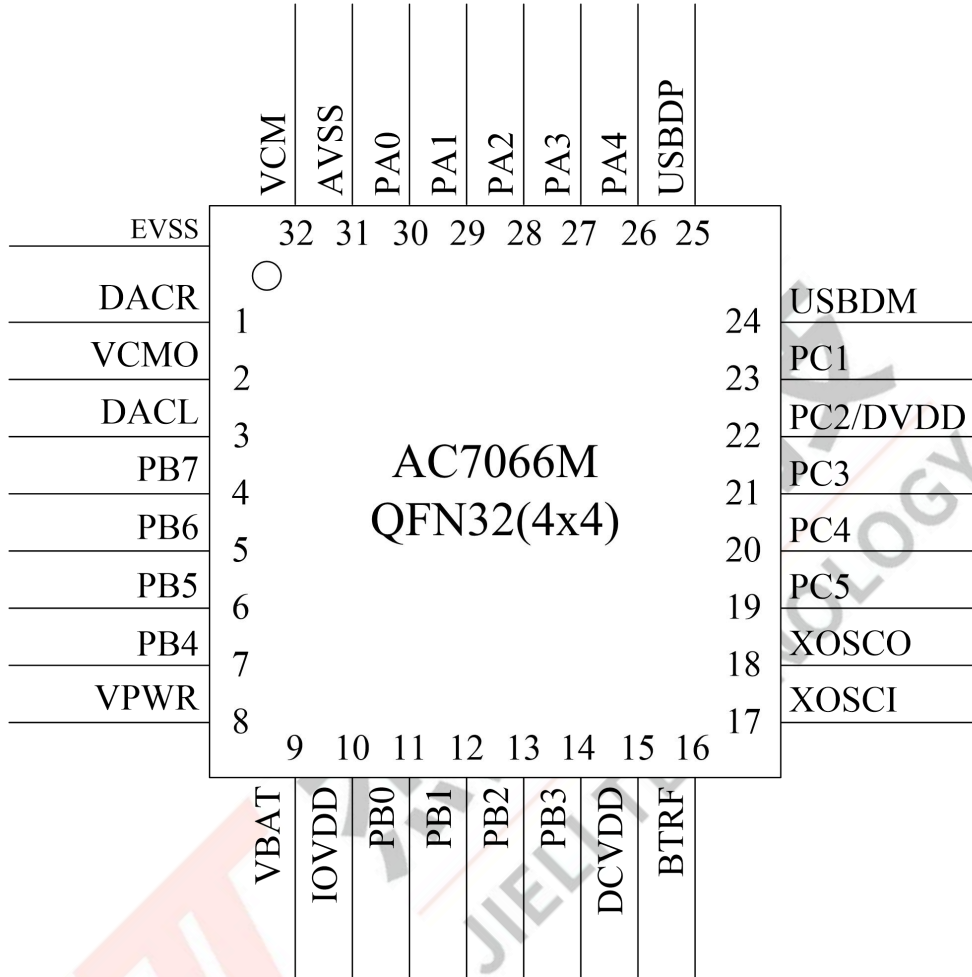 VCM
AVSS
PA0
PA1
PA2
PA3
PA4
USBDP
32 31 30 29 28 27 26 25
EVSS
DACR 1
VCMO 2
DACL 3
PB7 4
PB6 5
PB5 6
PB4 7
VPWR 8
AC7066M
QFN32(4x4)
24 USBDM
23 PC1
22 PC2/DVDD
21 PC3
20 PC4
19 PC5
18 XOSCO
17 XOSCI
9 10 11 12 13 14 15 16
VBAT
IOVDD
PB0
PB1
PB2
PB3
DCVDD
BTRF